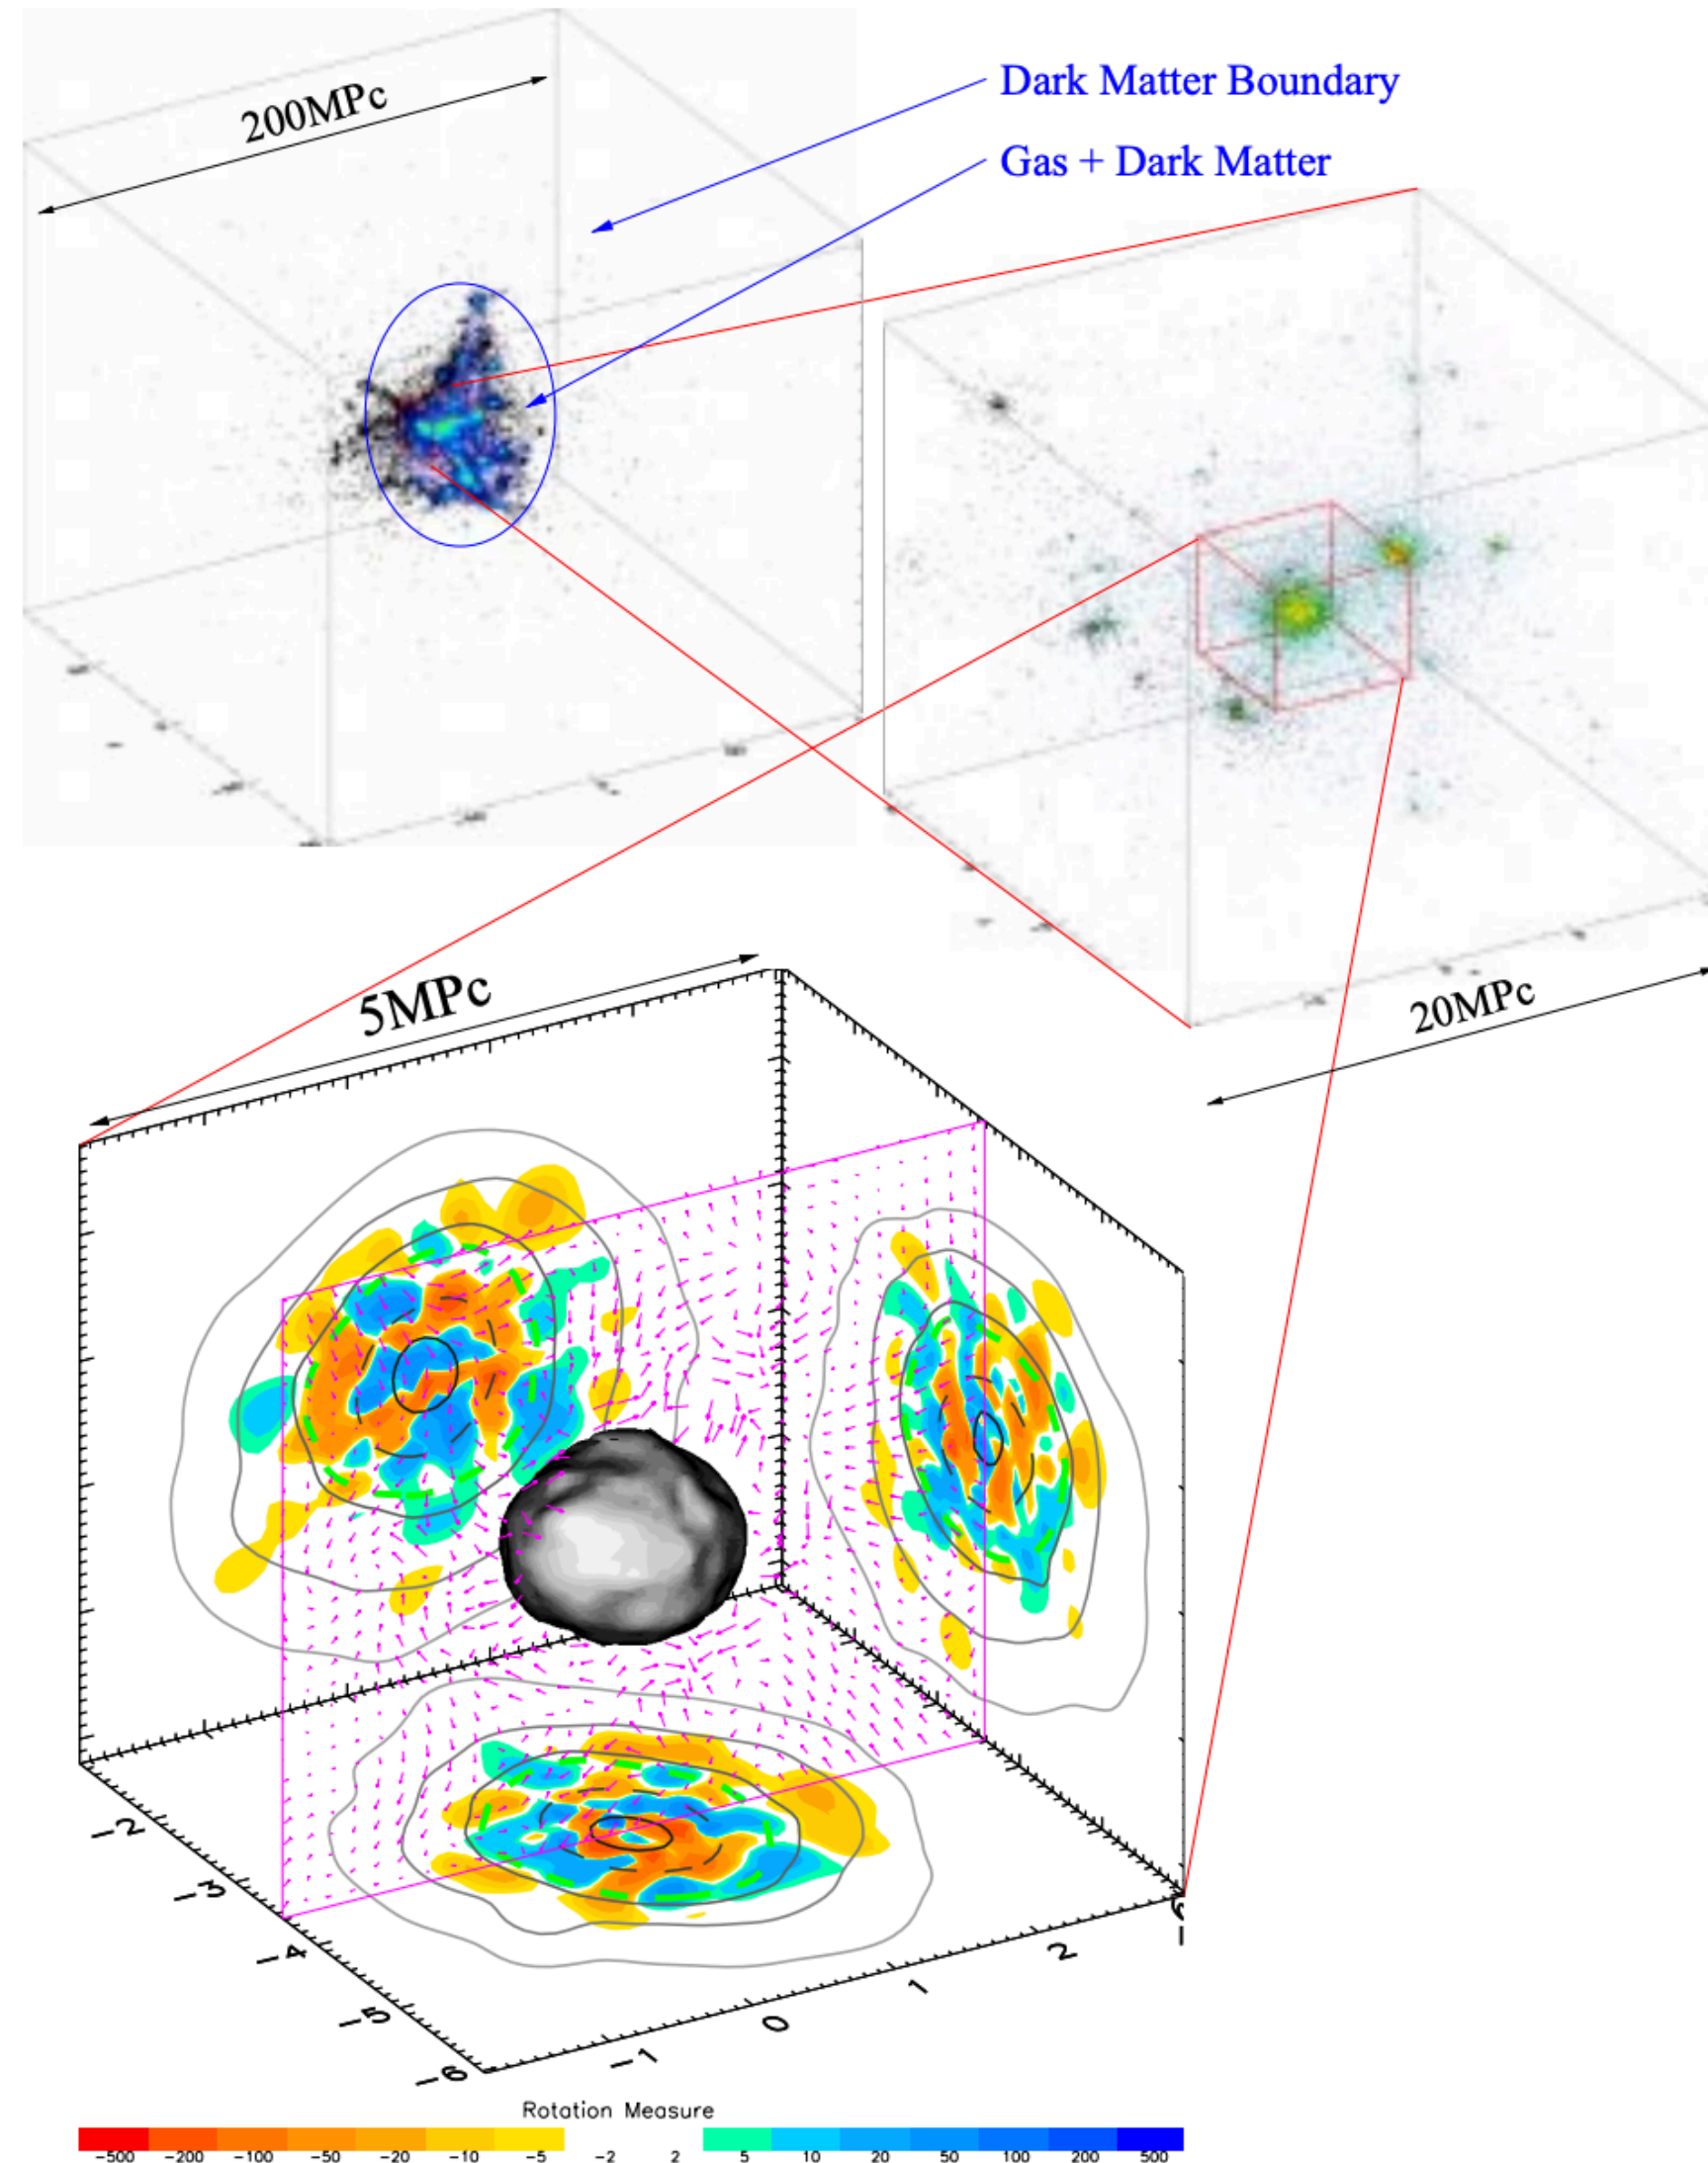 200MPc
Dark Matter Boundary
Gas + Dark Matter
20MPc
5MPc
-2
-3
-4
-5
-6
-1
0
1
2
Rotation Measure
-500 -200 -100 -50 -20 -10 -5 -2 2 5 10 20 50 100 200 500